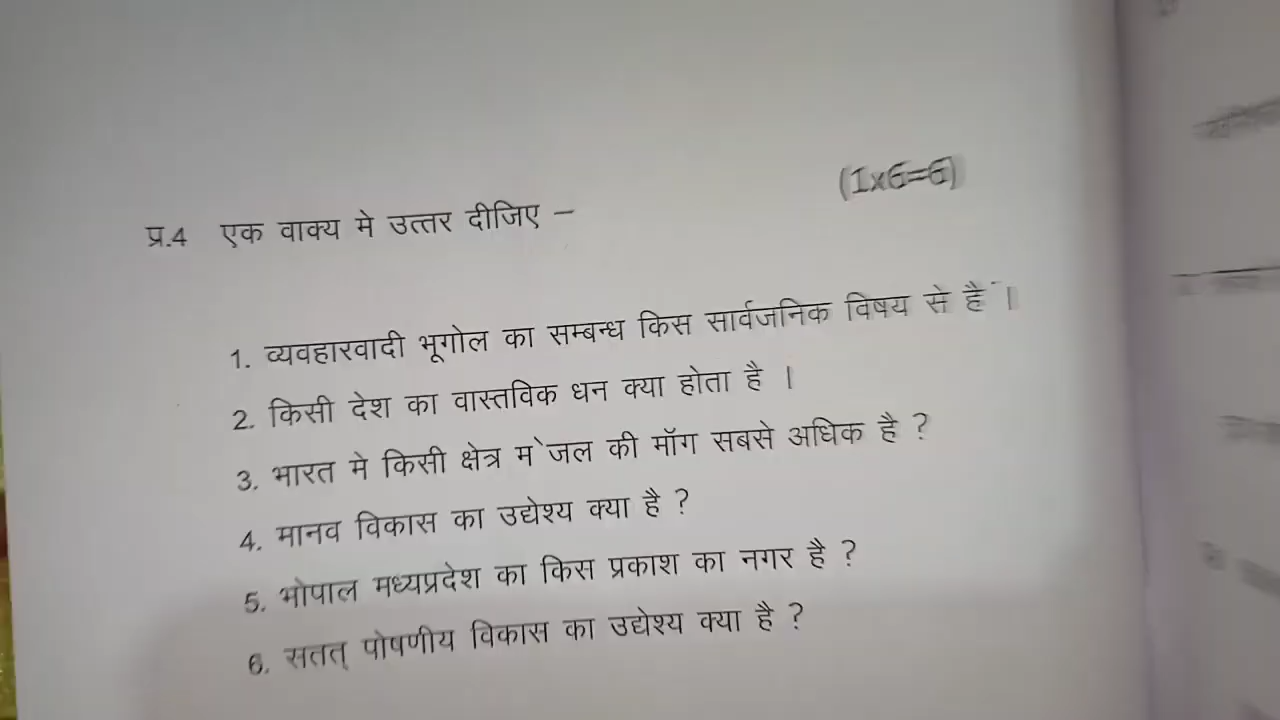 (1x6=6)
प्र.4 एक वाक्य मे उत्तर दीजिए –
1. व्यवहारवादी भूगोल का सम्बन्ध किस सार्वजनिक विषय से है ।
2. किसी देश का वास्तविक धन क्या होता है ।
3. भारत मे किसी क्षेत्र म े जल की मॉग सबसे अधिक है ?
4. मानव विकास का उद्येश्य क्या है ?
5. भोपाल मध्यप्रदेश का किस प्रकाश का नगर है ?
6. सतत् पोषणीय विकास का उद्येश्य क्या है ?